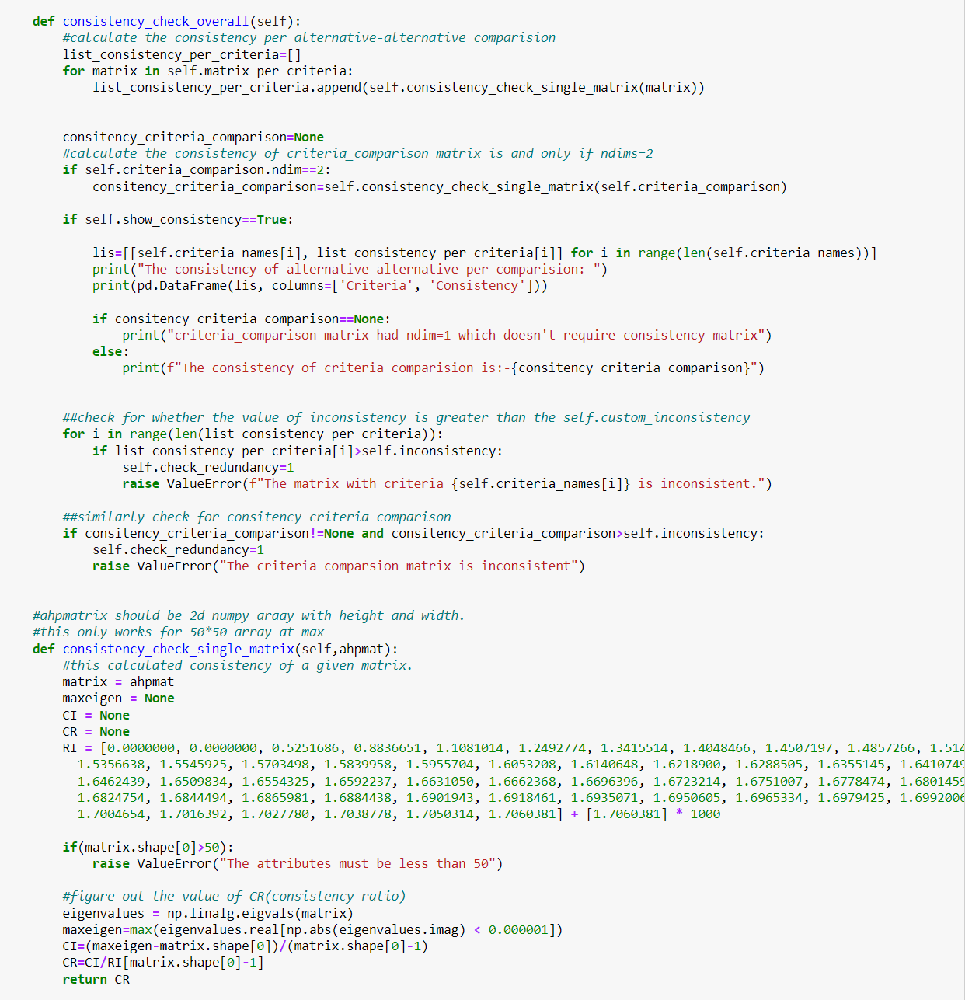 def consistency_check_overall(self):
#calculate the consistency per alternative-alternative comparision
list_consistency_per_criteria=[]
for matrix in self.matrix_per_criteria:
list_consistency_per_criteria.append(self.consistency_check_single_matrix(matrix))
consitency_criteria_comparison=None
#calculate the consistency of criteria_comparison matrix is and only if ndims=2
if self.criteria_comparison.ndim==2:
consitency_criteria_comparison=self.consistency_check_single_matrix(self.criteria_comparison)
if self.show_consistency==True:
lis=[[self.criteria_names[i], list_consistency_per_criteria[i]] for i in range(len(self.criteria_names))]
print("The consistency of alternative-alternative per comparision:-")
print(pd.DataFrame(lis, columns=['Criteria', 'Consistency']))
if consitency_criteria_comparison==None:
print("criteria_comparison matrix had ndim=1 which doesn't require consistency matrix")
else:
print(f"The consistency of criteria_comparision is:-{consitency_criteria_comparison}")
##check for whether the value of inconsistency is greater than the self.custom_inconsistency
for i in range(len(list_consistency_per_criteria)):
if list_consistency_per_criteria[i]>self.inconsistency:
self.check_redundancy=1
raise ValueError(f"The matrix with criteria {self.criteria_names[i]} is inconsistent.")
##similarly check for consitency_criteria_comparison
if consitency_criteria_comparison!=None and consitency_criteria_comparison>self.inconsistency:
self.check_redundancy=1
raise ValueError("The criteria_comparsion matrix is inconsistent")
#ahpmatrix should be 2d numpy araay with height and width.
#this only works for 50*50 array at max
def consistency_check_single_matrix(self,ahpmat):
#this calculated consistency of a given matrix.
matrix = ahpmat
maxeigen = None
CI = None
CR = None
RI = [0.0000000, 0.0000000, 0.5251686, 0.8836651, 1.1081014, 1.2492774, 1.3415514, 1.4048466, 1.4507197, 1.4857266, 1.514
1.5356638, 1.5545925, 1.5703498, 1.5839958, 1.5955704, 1.6053208, 1.6140648, 1.6218900, 1.6288505, 1.6355145, 1.6410749
1.6462439, 1.6509834, 1.6554325, 1.6592237, 1.6631050, 1.6662368, 1.6696396, 1.6723214, 1.6751007, 1.6778474, 1.6801459
1.6824754, 1.6844494, 1.6865981, 1.6884438, 1.6901943, 1.6918461, 1.6935071, 1.6950605, 1.6965334, 1.6979425, 1.6992006
1.7004654, 1.7016392, 1.7027780, 1.7038778, 1.7050314, 1.7060381] + [1.7060381] * 1000
if(matrix.shape[0]>50):
raise ValueError("The attributes must be less than 50")
#figure out the value of CR(consistency ratio)
eigenvalues = np.linalg.eigvals(matrix)
maxeigen=max(eigenvalues.real[np.abs(eigenvalues.imag) < 0.000001])
CI=(maxeigen-matrix.shape[0])/(matrix.shape[0]-1)
CR=CI/RI[matrix.shape[0]-1]
return CR